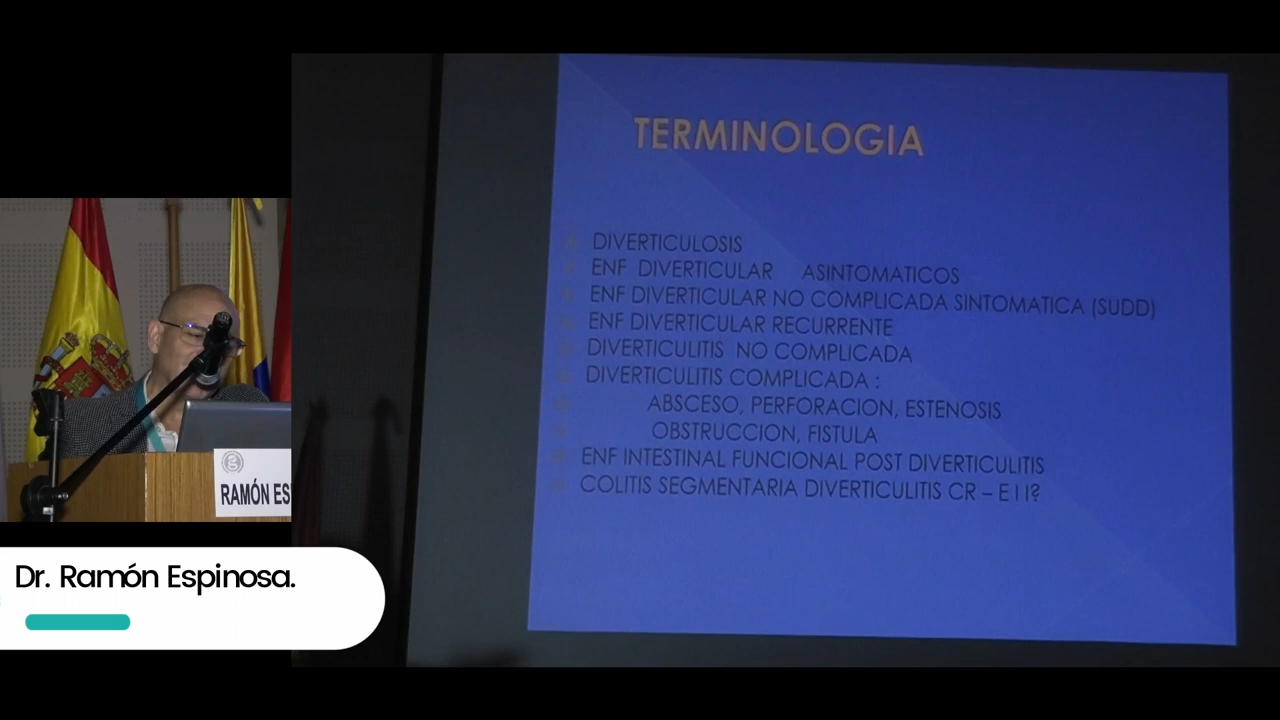 TERMINOLOGIA
DIVERTICULOSIS
ENF DIVERTICULAR ASINTOMATICOS
ENF DIVERTICULAR NO COMPLICADA SINTOMATICA (SUDD)
ENF DIVERTICULAR RECURRENTE
DIVERTICULITIS NO COMPLICADA
DIVERTICULITIS COMPLICADA :
ABSCESO, PERFORACION, ESTENOSIS
OBSTRUCCION, FISTULA
ENF INTESTINAL FUNCIONAL POST DIVERTICULITIS
COLITIS SEGMENTARIA DIVERTICULITIS CR – E I I?
RAMÓN ES
Dr. Ramón Espinosa.